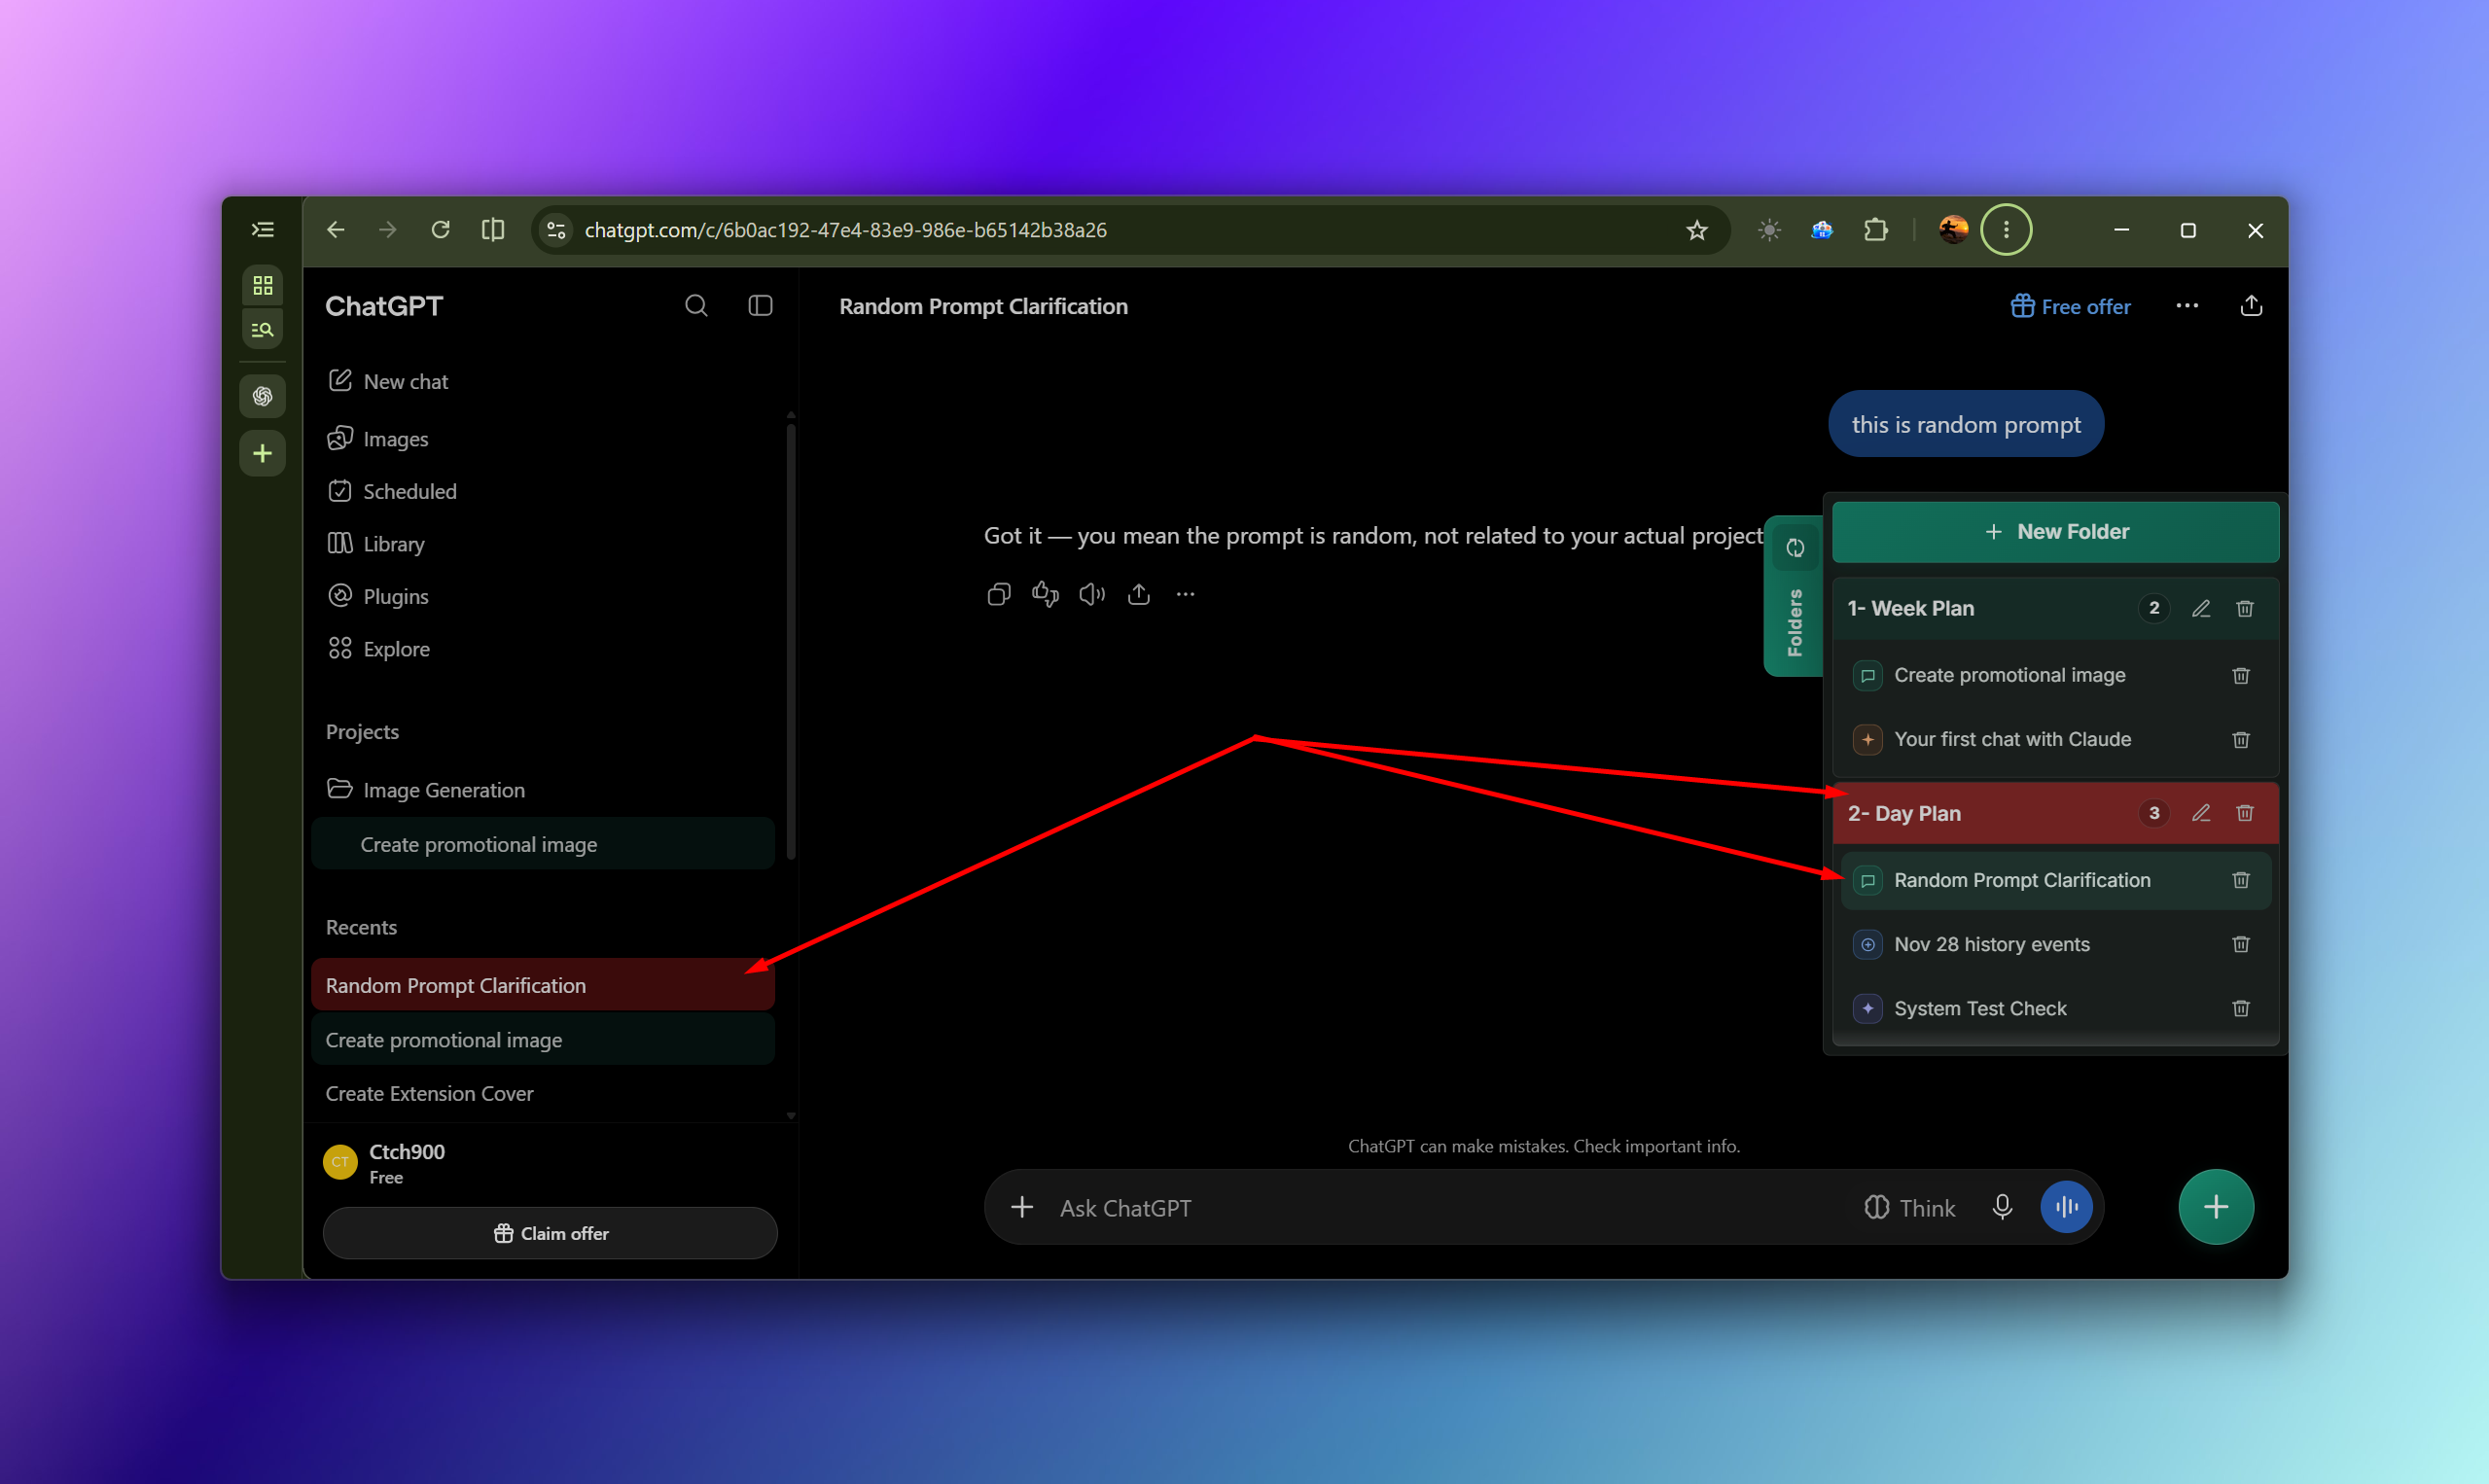 chatgpt.com/c/6b0ac192-47e4-83e9-986e-b65142b38a26
ChatGPT
New chat
Images
Scheduled
Library
Plugins
Explore
Projects
Image Generation
Create promotional image
Recents
Random Prompt Clarification
Create promotional image
Create Extension Cover
CT
Ctch900
Free
Claim offer
Random Prompt Clarification
Free offer
this is random prompt
Got it — you mean the prompt is random, not related to your actual project
Folders
+ New Folder
1- Week Plan 2
Create promotional image
Your first chat with Claude
2- Day Plan 3
Random Prompt Clarification
Nov 28 history events
System Test Check
ChatGPT can make mistakes. Check important info.
Ask ChatGPT
Think